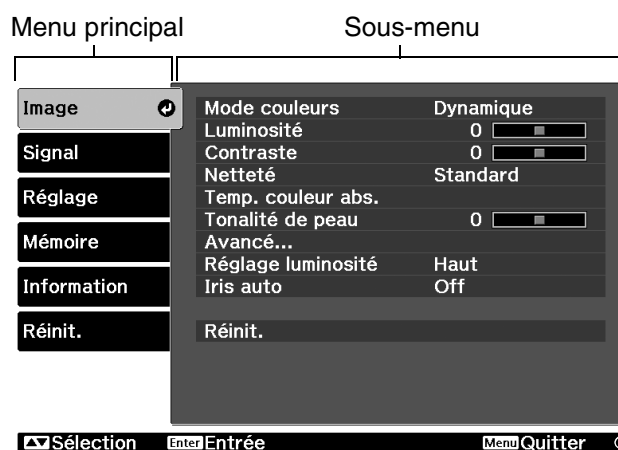 Menu principal Sous-menu
Image Mode couleurs Dynamique
Luminosité 0
Signal Contraste 0
Netteté Standard
Réglage Temp. couleur abs.
Tonalité de peau 0
Mémoire Avancé...
Réglage luminosité Haut
Information Iris auto Off
Réinit. Réinit.
Sélection Enter Entrée Menu Quitter